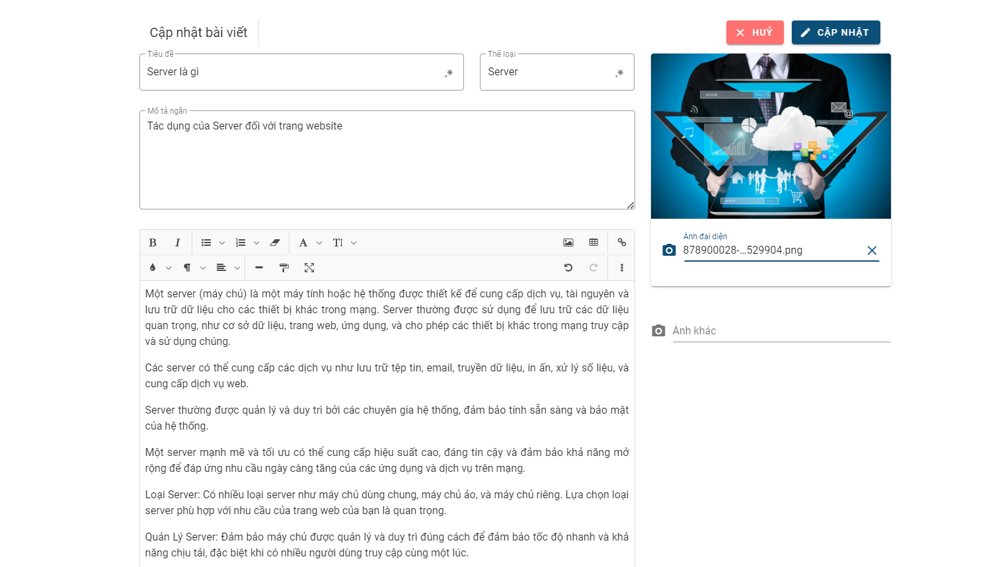 Cập nhật bài viết
HUỶ
CẬP NHẬT
Tiêu đề
Server là gì
Thể loại
Server
Mô tả ngắn
Tác dụng của Server đối với trang website
Một server (máy chủ) là một máy tính hoặc hệ thống được thiết kế để cung cấp dịch vụ, tài nguyên và
lưu trữ dữ liệu cho các thiết bị khác trong mạng. Server thường được sử dụng để lưu trữ các dữ liệu
quan trọng, như cơ sở dữ liệu, trang web, ứng dụng, và cho phép các thiết bị khác trong mạng truy cập
và sử dụng chúng.
Các server có thể cung cấp các dịch vụ như lưu trữ tệp tin, email, truyền dữ liệu, in ấn, xử lý số liệu, và
cung cấp dịch vụ web.
Server thường được quản lý và duy trì bởi các chuyên gia hệ thống, đảm bảo tính sẵn sàng và bảo mật
của hệ thống.
Một server mạnh mẽ và tối ưu có thể cung cấp hiệu suất cao, đáng tin cậy và đảm bảo khả năng mở
rộng để đáp ứng nhu cầu ngày càng tăng của các ứng dụng và dịch vụ trên mạng.
Loại Server: Có nhiều loại server như máy chủ dùng chung, máy chủ ảo, và máy chủ riêng. Lựa chọn loại
server phù hợp với nhu cầu của trang web của bạn là quan trọng.
Quản Lý Server: Đảm bảo máy chủ được quản lý và duy trì đúng cách để đảm bảo tốc độ nhanh và khả
năng chịu tải, đặc biệt khi có nhiều người dùng truy cập cùng một lúc.
www.
Ảnh đại diện
878900028-...529904.png
Ảnh khác